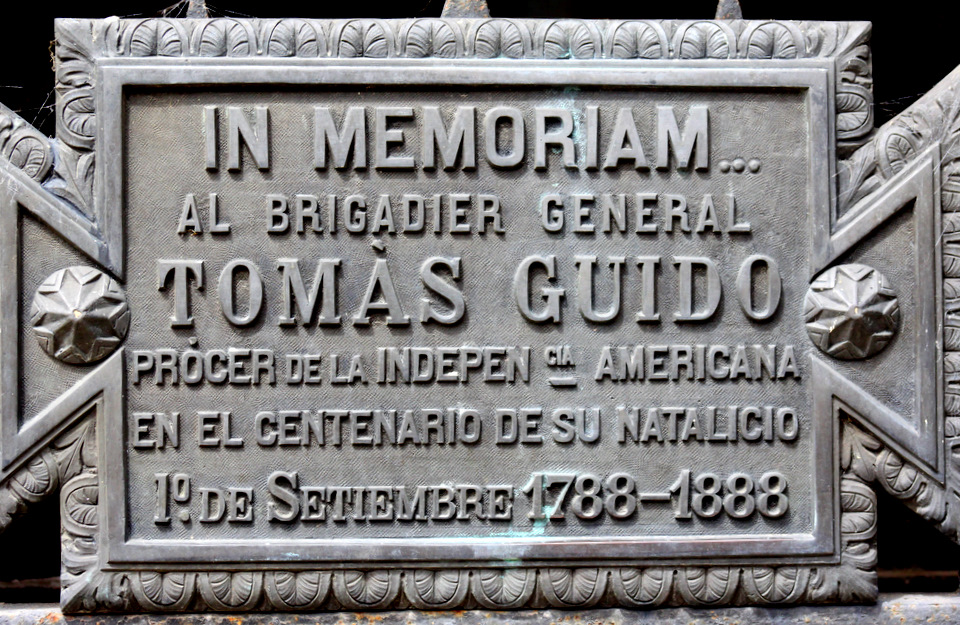 IN MEMORIAM...
AL BRIGADIER GENERAL
TOMÀS GUIDO
PRÒCER DE LA INDEPEN CIA AMERICANA
EN EL CENTENARIO DE SU NATALICIO
1º DE SETIEMBRE 1788–1888